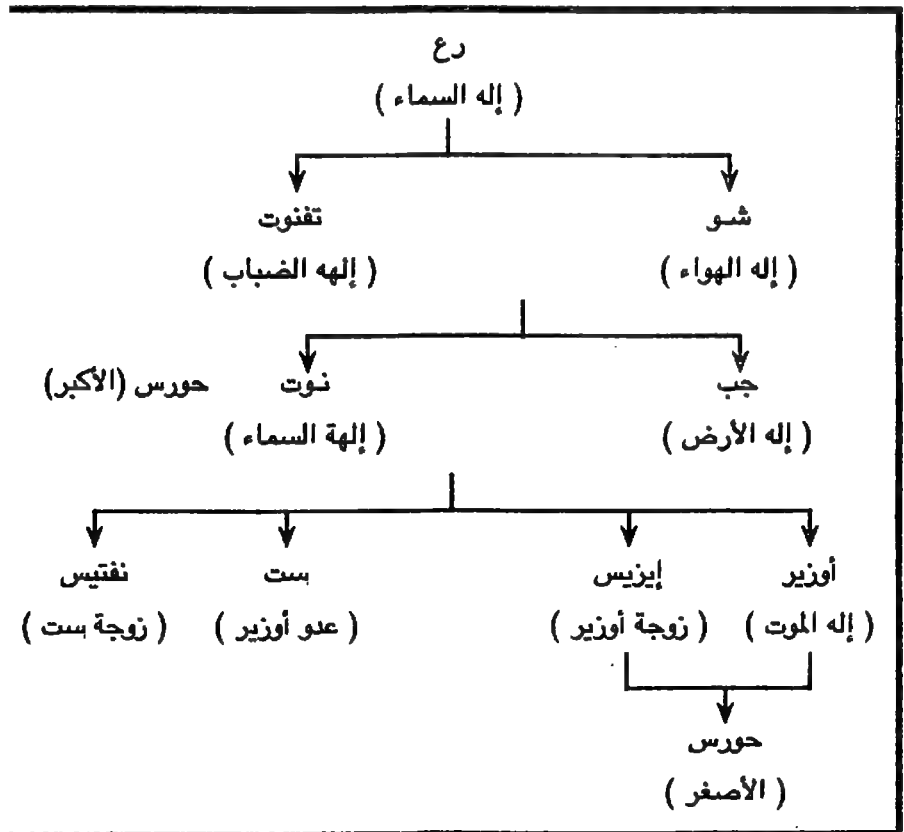 رع
( إله السماء )
شو تفنوت
( إله الهواء ) ( إلهه الضباب )
جب نوت حورس (الأكبر)
( إله الأرض ) ( إلهة السماء )
أوزير إيزيس ست نفتيس
( إله الموت ) ( زوجة أوزير ) ( عدو أوزير ) ( زوجة ست )
حورس
( الأصغر )